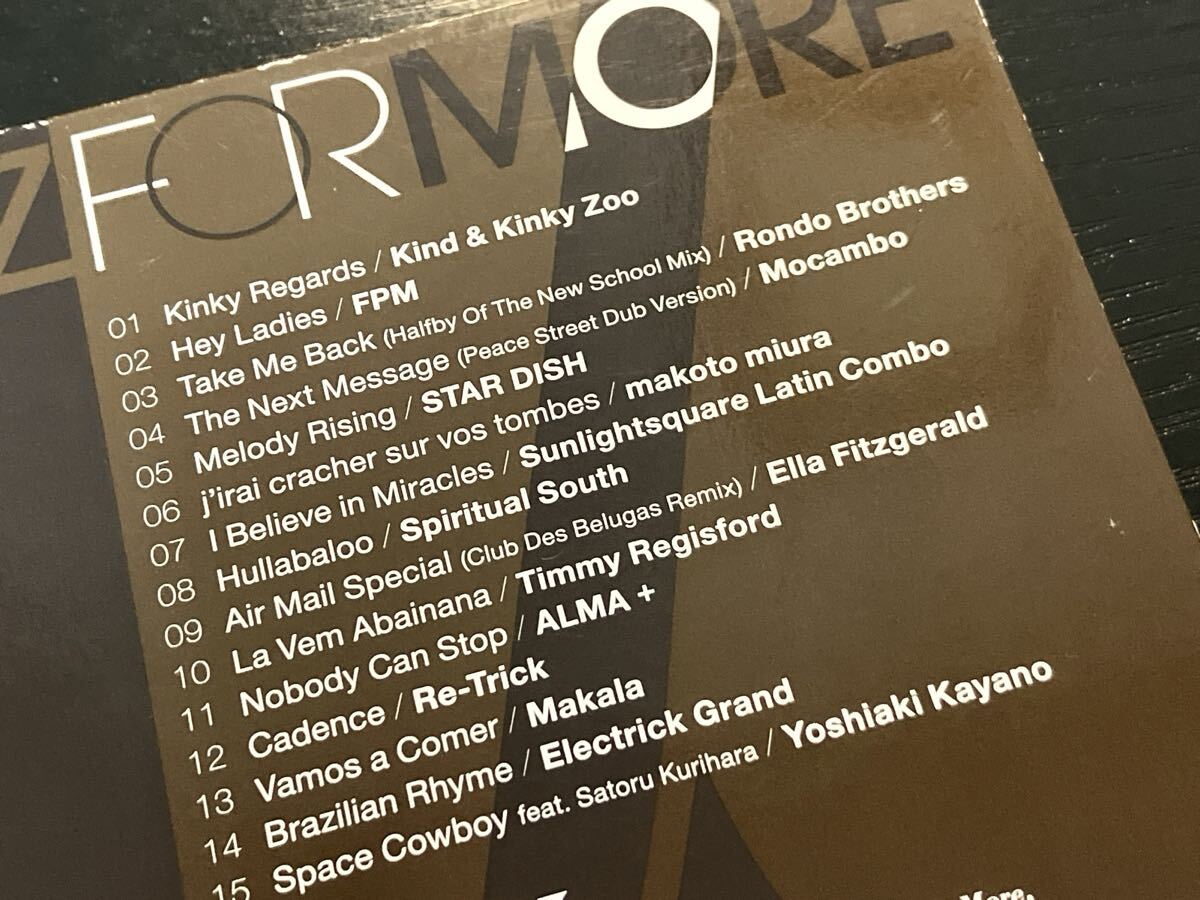 Z FOR MORE
01 Kinky Regards / Kind & Kinky Zoo
02 Hey Ladies / FPM
03 Take Me Back (Halfby Of The New School Mix) / Rondo Brothers
04 The Next Message (Peace Street Dub Version) / Mocambo
05 Melody Rising / STAR DISH
06 j'irai cracher sur vos tombes / makoto miura
07 I Believe in Miracles / Sunlightsquare Latin Combo
08 Hullabaloo / Spiritual South
09 Air Mail Special (Club Des Belugas Remix) / Ella Fitzgerald
10 La Vem Abainana / Timmy Regisford
11 Nobody Can Stop / ALMA +
12 Cadence / Re-Trick
13 Vamos a Comer / Makala
14 Brazilian Rhyme / Electrick Grand
15 Space Cowboy feat. Satoru Kurihara / Yoshiaki Kayano
More,